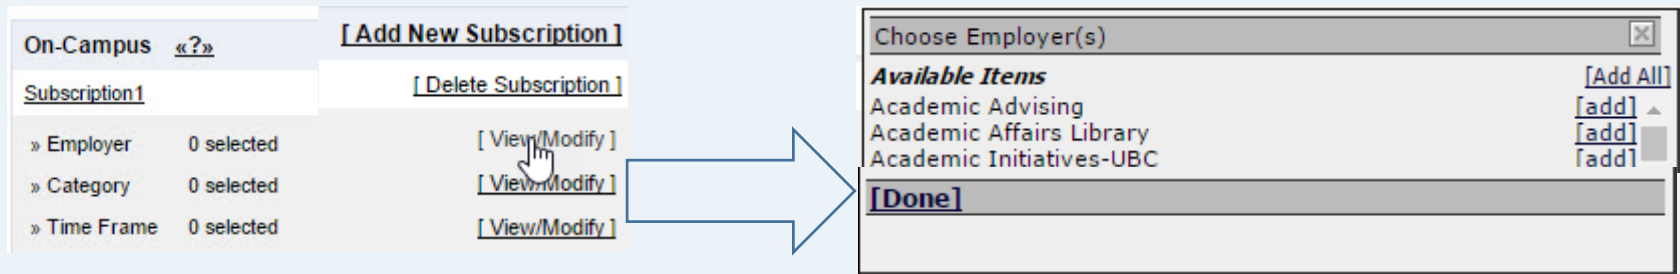 On-Campus «?» [ Add New Subscription ]
Subscription1 [ Delete Subscription ]
» Employer 0 selected [ View/Modify ]
» Category 0 selected [ View/Modify ]
» Time Frame 0 selected [ View/Modify ]
Choose Employer(s)
Available Items [Add All]
Academic Advising [add]
Academic Affairs Library [add]
Academic Initiatives-UBC [add]
[Done]